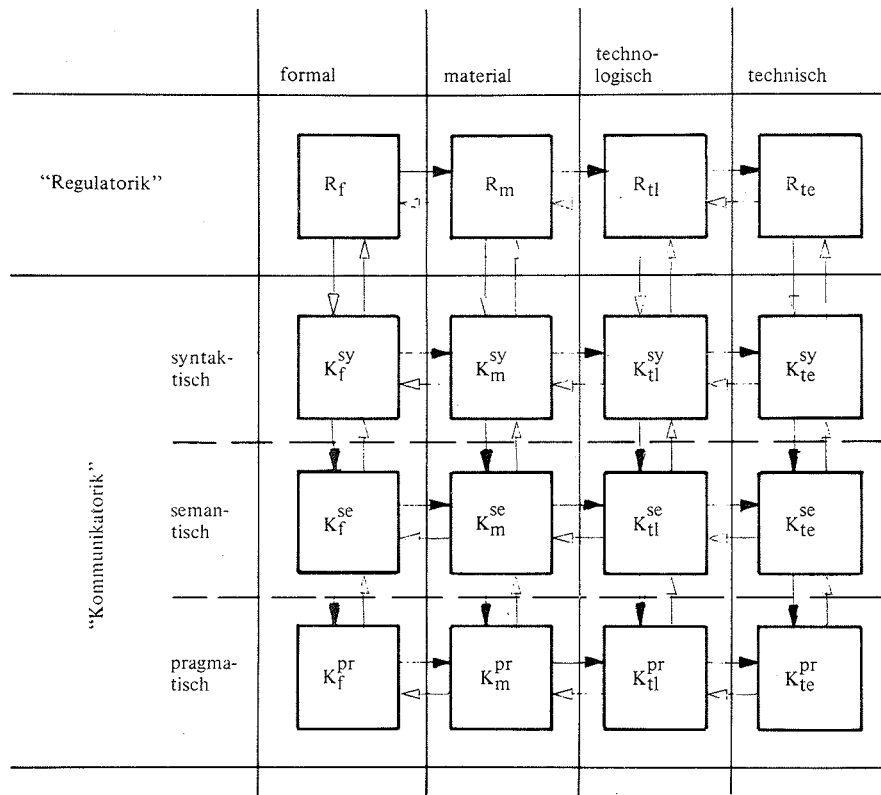 formal material techno-
logisch technisch
“Regulatorik” R_f R_m R_tl R_te
syntak-
tisch K_f^sy K_m^sy K_tl^sy K_te^sy
“Kommunikatorik”
seman-
tisch K_f^se K_m^se K_tl^se K_te^se
pragma-
tisch K_f^pr K_m^pr K_tl^pr K_te^pr